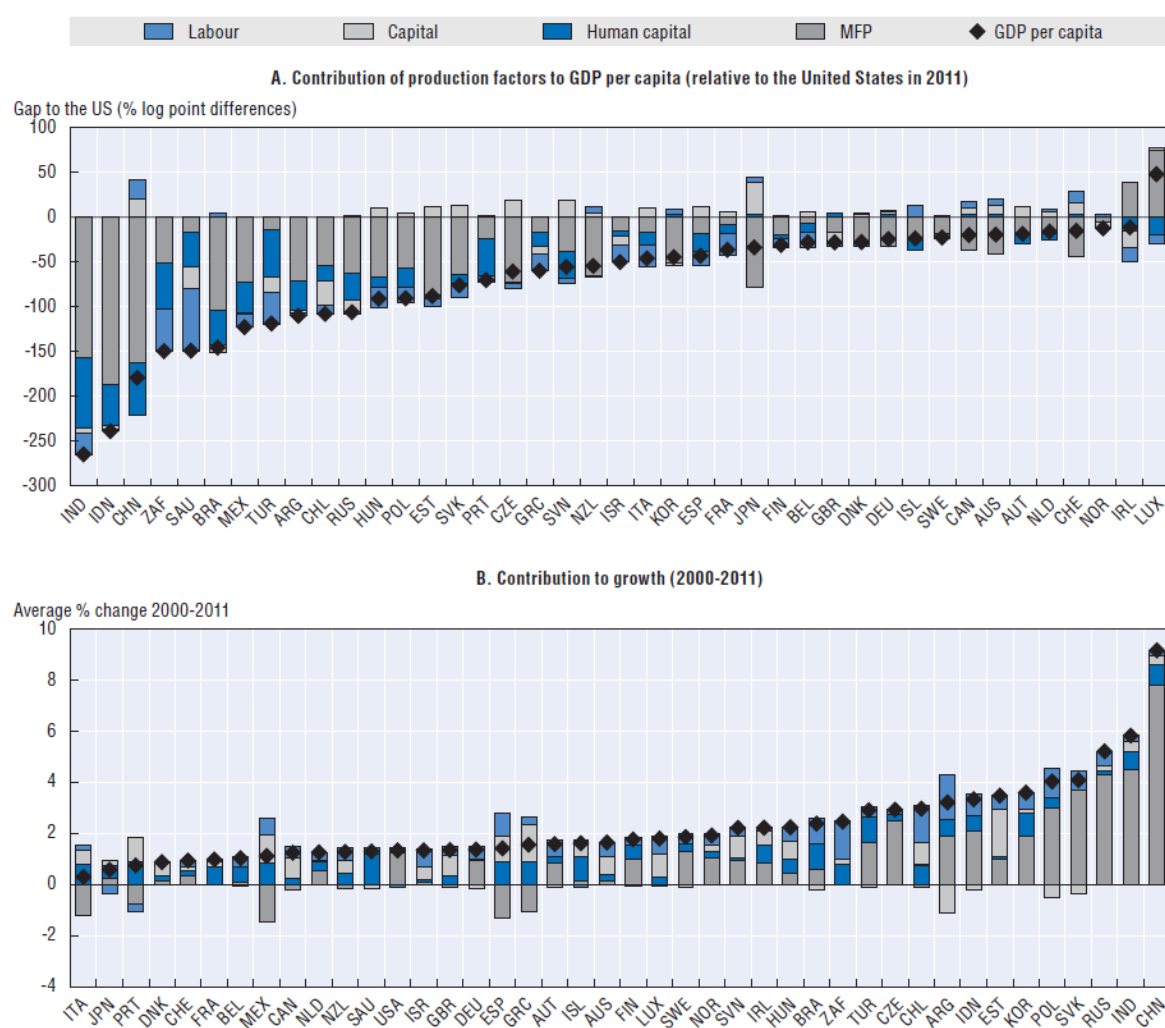 Labour Capital Human capital MFP GDP per capita
A. Contribution of production factors to GDP per capita (relative to the United States in 2011)
Gap to the US (% log point differences)
100
50
0
-50
-100
-150
-200
-250
-300
IND IDN CHN ZAF SAU BRA MEX TUR ARG CHL RUS HUN POL EST SVK PRT CZE GRC SVN NZL ISR ITA KOR ESP FRA JPN FIN BEL GBR DNK DEU ISL SWE CAN AUS AUT NLD CHE NOR IRL LUX
B. Contribution to growth (2000-2011)
Average % change 2000-2011
10
8
6
4
2
0
-2
-4
ITA JPN PRT DNK CHE FRA BEL MEX CAN NLD NZL SAU USA ISR GBR DEU ESP GRC AUT ISL AUS FIN LUX SWE NOR SVN IRL HUN BRA ZAF TUR CZE CHL ARG IDN EST KOR POL SVK RUS IND CHN